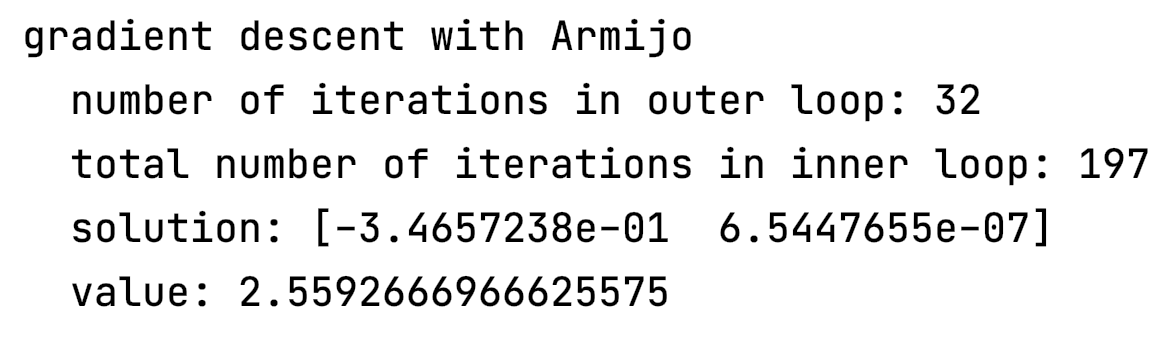 gradient descent with Armijo
number of iterations in outer loop: 32
total number of iterations in inner loop: 197
solution: [-3.4657238e-01  6.5447655e-07]
value: 2.5592666966625575